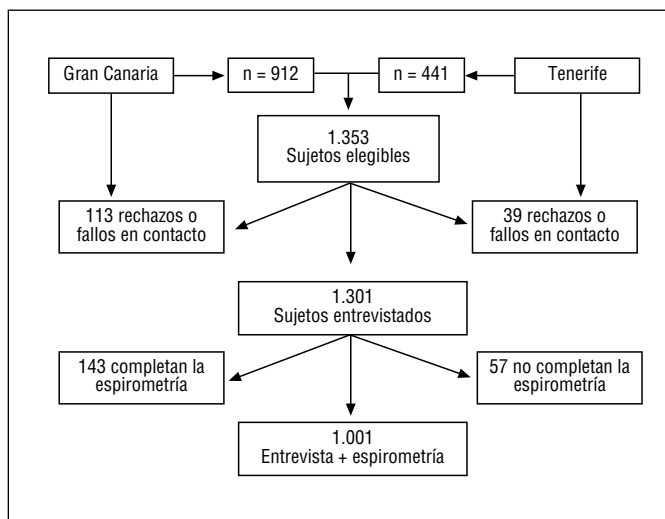 Gran Canaria
n = 912
n = 441
Tenerife
1.353
Sujetos elegibles
113 rechazos o
fallos en contacto
39 rechazos o
fallos en contacto
1.301
Sujetos entrevistados
143 completan la
espirometría
57 no completan la
espirometría
1.001
Entrevista + espirometría